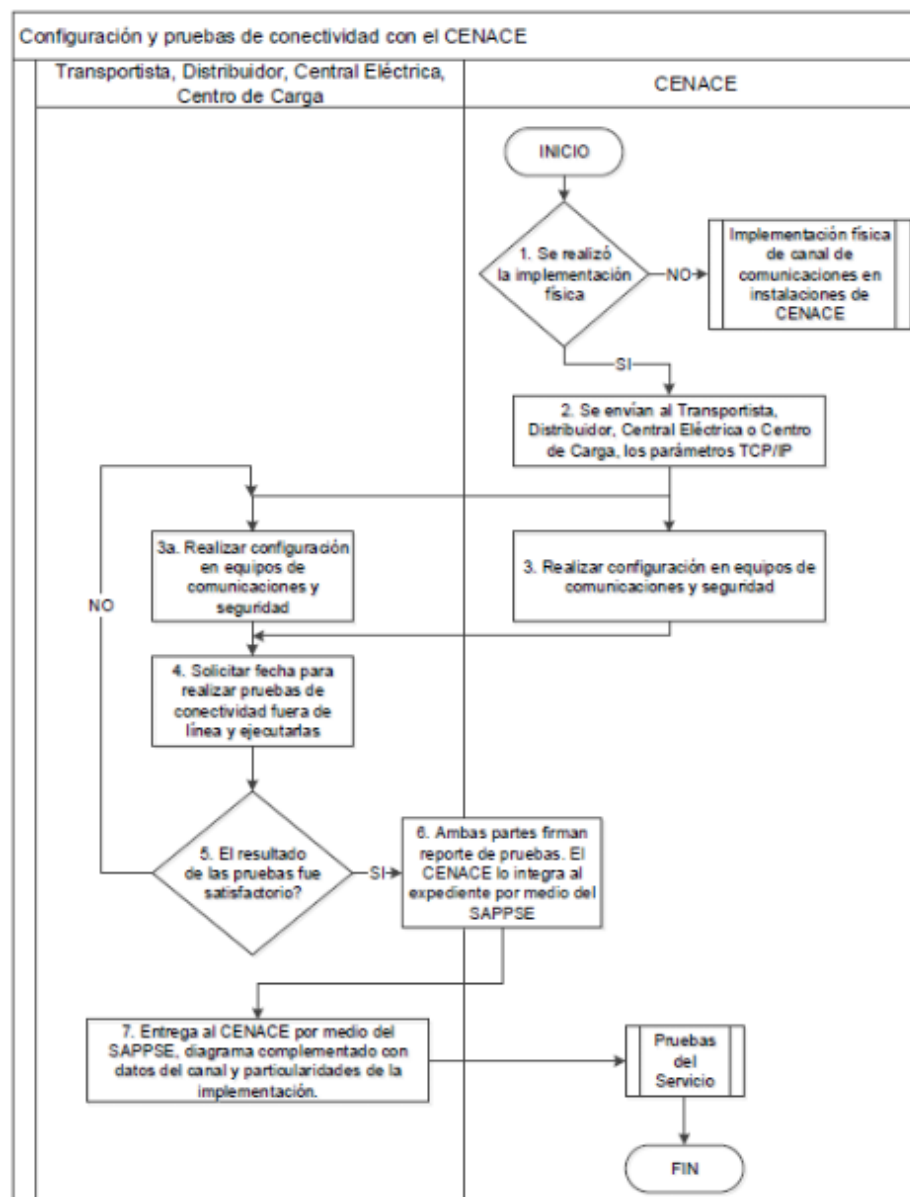 Configuración y pruebas de conectividad con el CENACE
Transportista, Distribuidor, Central Eléctrica,
Centro de Carga
CENACE
INICIO
1. Se realizó
la implementación
física
NO
Implementación física
de canal de
comunicaciones en
instalaciones de
CENACE
SI
2. Se envían al Transportista,
Distribuidor, Central Eléctrica o Centro
de Carga, los parámetros TCP/IP
3a. Realizar configuración
en equipos de
comunicaciones y
seguridad
3. Realizar configuración en equipos de
comunicaciones y seguridad
NO
4. Solicitar fecha para
realizar pruebas de
conectividad fuera de
línea y ejecutarlas
5. El resultado
de las pruebas fue
satisfactorio?
SI
6. Ambas partes firman
reporte de pruebas. El
CENACE lo integra al
expediente por medio del
SAPPSE
7. Entrega al CENACE por medio del
SAPPSE, diagrama complementado con
datos del canal y particularidades de la
implementación.
Pruebas
del
Servicio
FIN